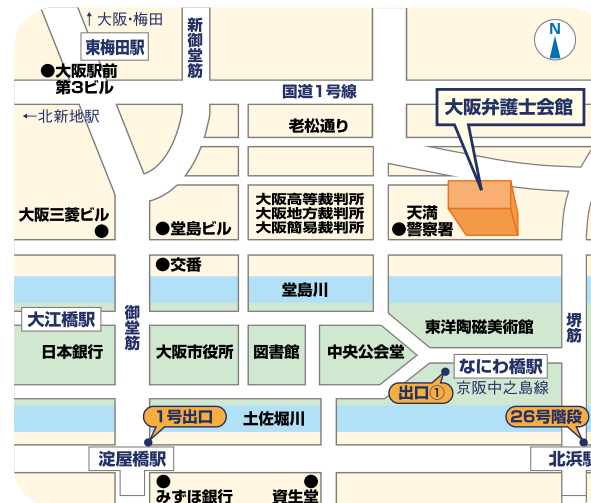 ↑大阪・梅田
東梅田駅
新御堂筋
N
●大阪駅前
第3ビル
国道1号線
大阪弁護士会館
←北新地駅
老松通り
大阪三菱ビル
●堂島ビル
大阪高等裁判所
大阪地方裁判所
大阪簡易裁判所
天満
●警察署
●交番
堂島川
大江橋駅
御堂筋
東洋陶磁美術館
堺筋
日本銀行
大阪市役所
図書館
中央公会堂
なにわ橋駅
京阪中之島線
出口①
1号出口
土佐堀川
26号階段
淀屋橋駅
北浜駅
みずほ銀行
資生堂